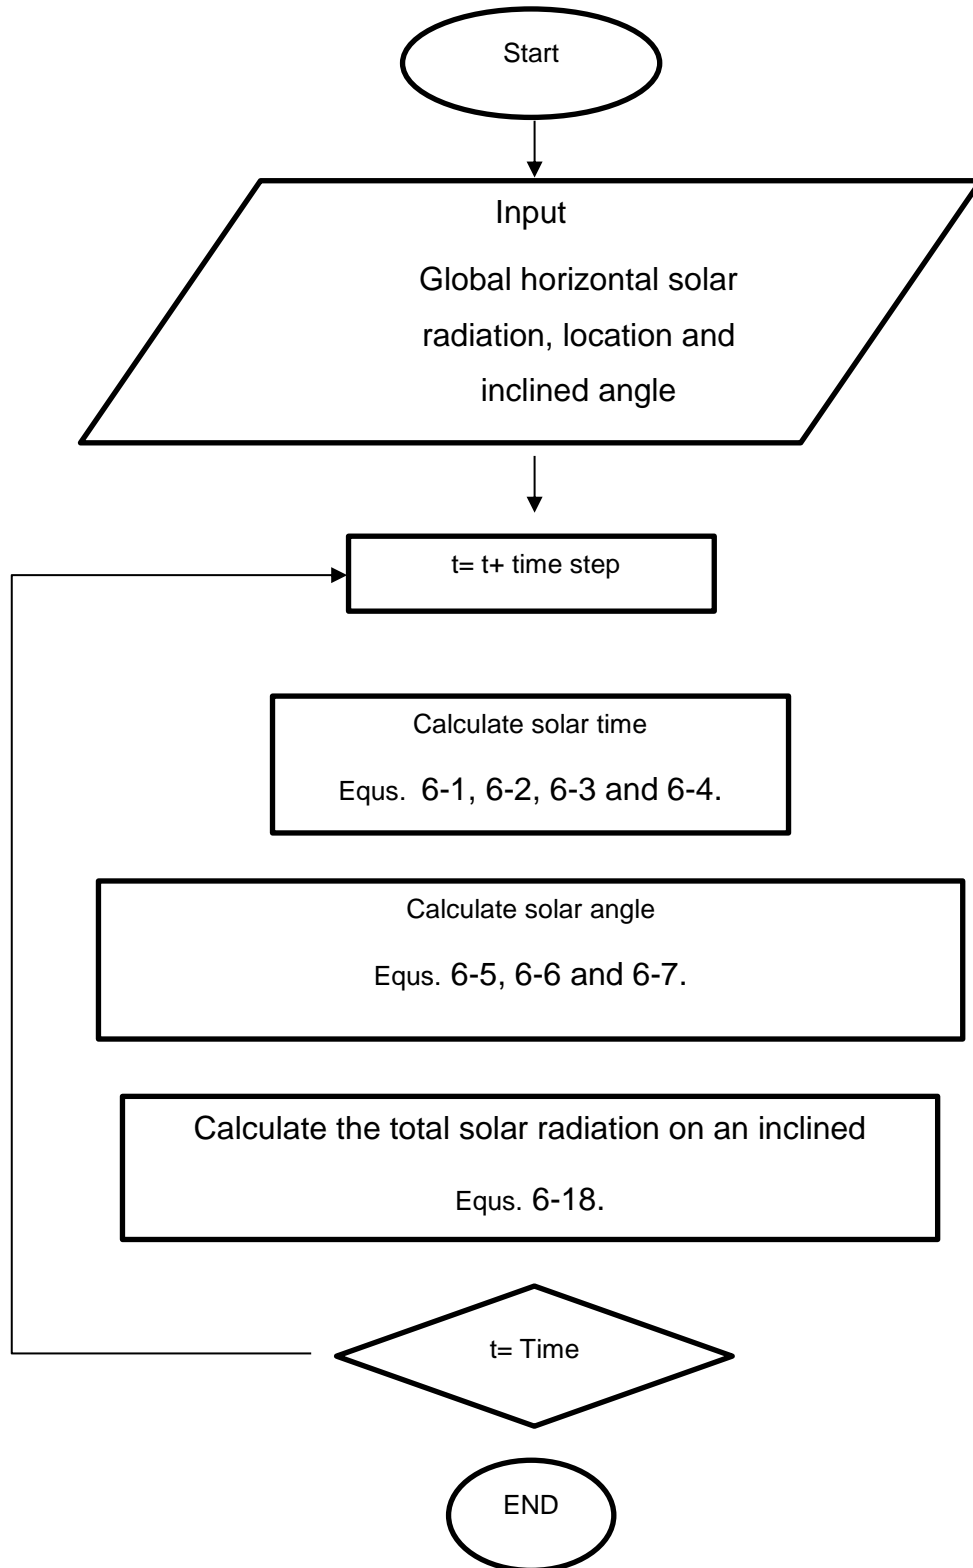 Start
Input
Global horizontal solar
radiation, location and
inclined angle
t= t+ time step
Calculate solar time
Equs. 6-1, 6-2, 6-3 and 6-4.
Calculate solar angle
Equs. 6-5, 6-6 and 6-7.
Calculate the total solar radiation on an inclined
Equs. 6-18.
t= Time
END